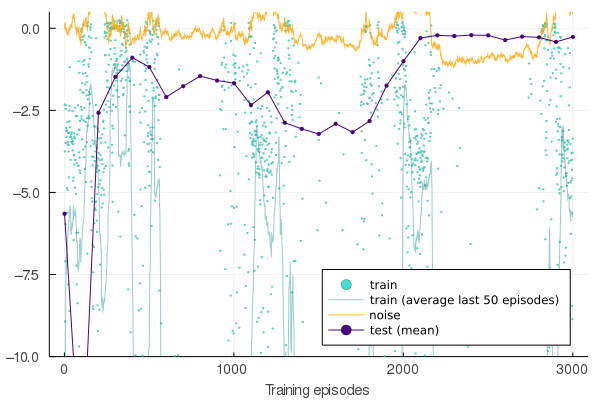 0.0
−2.5
−5.0
−7.5
−10.0
0
1000
2000
3000
Training episodes
train
train (average last 50 episodes)
noise
test (mean)